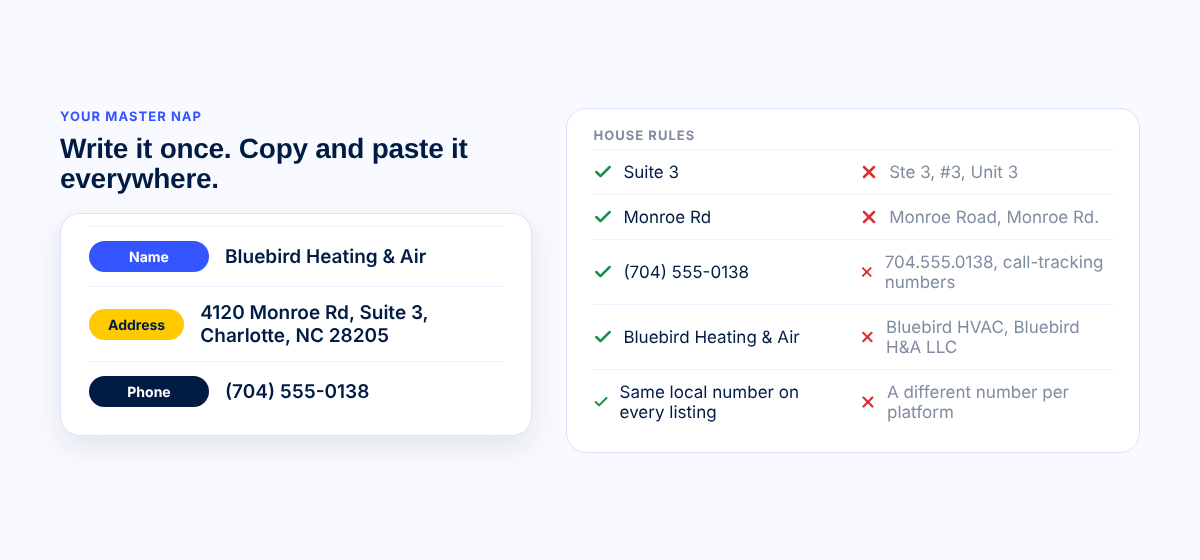 YOUR MASTER NAP
Write it once. Copy and paste it
everywhere.
Name
Bluebird Heating & Air
Address
4120 Monroe Rd, Suite 3,
Charlotte, NC 28205
Phone
(704) 555-0138
HOUSE RULES
Suite 3
Ste 3, #3, Unit 3
Monroe Rd
Monroe Road, Monroe Rd.
(704) 555-0138
704.555.0138, call-tracking
numbers
Bluebird Heating & Air
Bluebird HVAC, Bluebird
H&A LLC
Same local number on
every listing
A different number per
platform